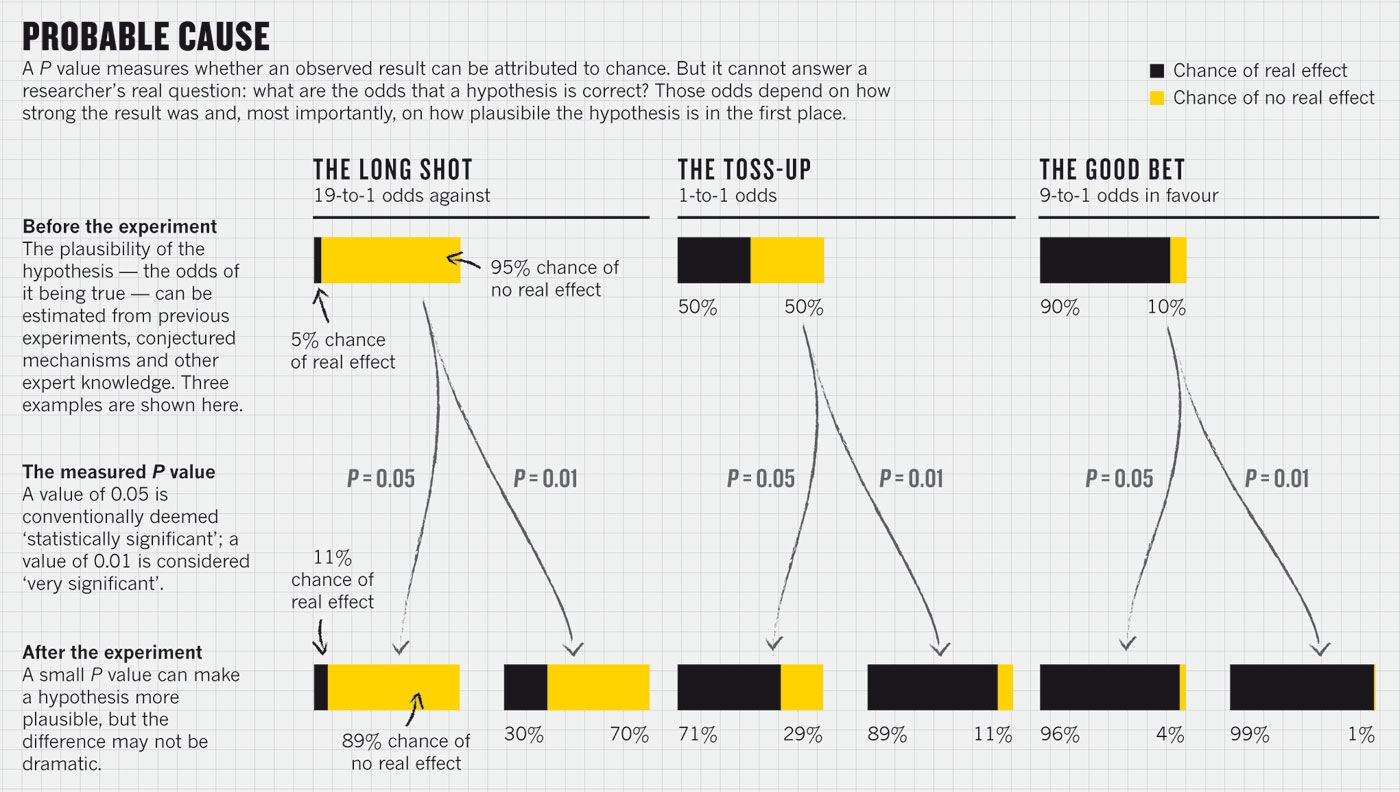 PROBABLE CAUSE
A P value measures whether an observed result can be attributed to chance. But it cannot answer a
researcher's real question: what are the odds that a hypothesis is correct? Those odds depend on how
strong the result was and, most importantly, on how plausibile the hypothesis is in the first place.
Chance of real effect
Chance of no real effect
THE LONG SHOT
19-to-1 odds against
THE TOSS-UP
1-to-1 odds
THE GOOD BET
9-to-1 odds in favour
Before the experiment
The plausibility of the
hypothesis — the odds of
it being true — can be
estimated from previous
experiments, conjectured
mechanisms and other
expert knowledge. Three
examples are shown here.
95% chance of
no real effect
5% chance
of real effect
50% 50%
90% 10%
The measured P value
A value of 0.05 is
conventionally deemed
‘statistically significant’; a
value of 0.01 is considered
‘very significant’.
P = 0.05
P = 0.01
P = 0.05
P = 0.01
P = 0.05
P = 0.01
11%
chance of
real effect
After the experiment
A small P value can make
a hypothesis more
plausible, but the
difference may not be
dramatic.
89% chance of
no real effect
30% 70%
71% 29%
89% 11%
96% 4%
99% 1%